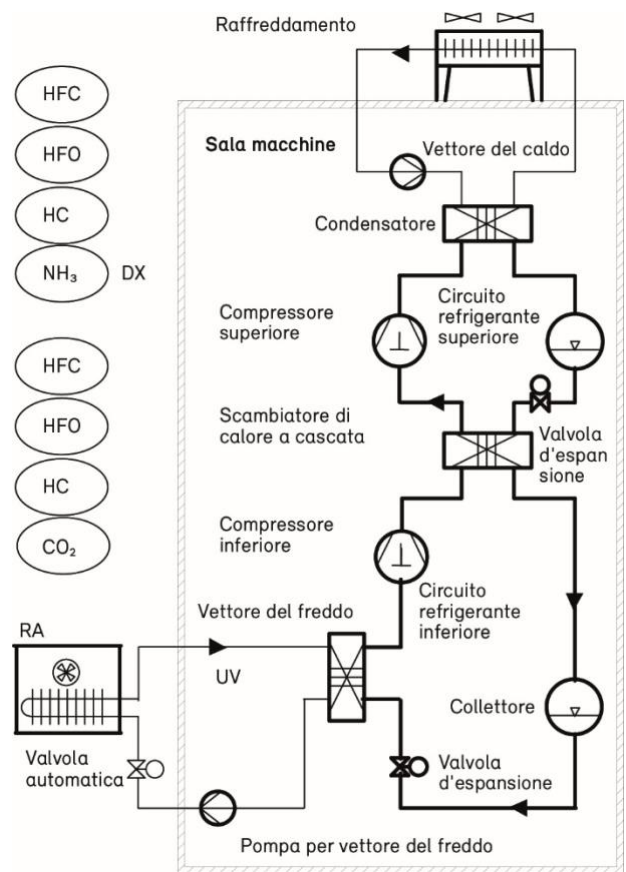 Raffreddamento
HFC
HFO
HC
NH₃ DX
Sala macchine
Vettore del caldo
Condensatore
Compressore
superiore
Circuito
refrigerante
superiore
HFC
HFO
HC
CO₂
Scambiatore di
calore a cascata
Valvola
d'espan
sione
Compressore
inferiore
Circuito
refrigerante
inferiore
Vettore del freddo
RA
UV
Collettore
Valvola
automatica
Valvola
d'espansione
Pompa per vettore del freddo